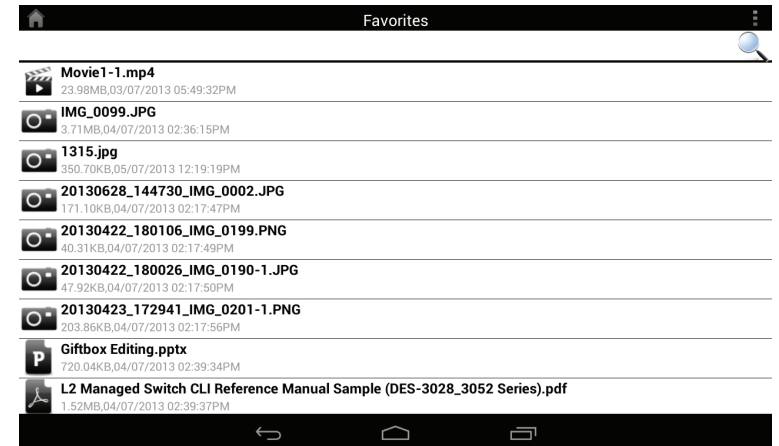 Favorites
Movie1-1.mp4
23.98MB,03/07/2013 05:49:32PM
IMG_0099.JPG
3.71MB,04/07/2013 02:36:15PM
1315.jpg
350.70KB,05/07/2013 12:19:19PM
20130628_144730_IMG_0002.JPG
171.10KB,04/07/2013 02:17:47PM
20130422_180106_IMG_0199.PNG
40.31KB,04/07/2013 02:17:49PM
20130422_180026_IMG_0190-1.JPG
47.92KB,04/07/2013 02:17:50PM
20130423_172941_IMG_0201-1.PNG
203.86KB,04/07/2013 02:17:56PM
P
Giftbox Editing.pptx
720.04KB,04/07/2013 02:39:34PM
L2 Managed Switch CLI Reference Manual Sample (DES-3028_3052 Series).pdf
1.52MB,04/07/2013 02:39:37PM